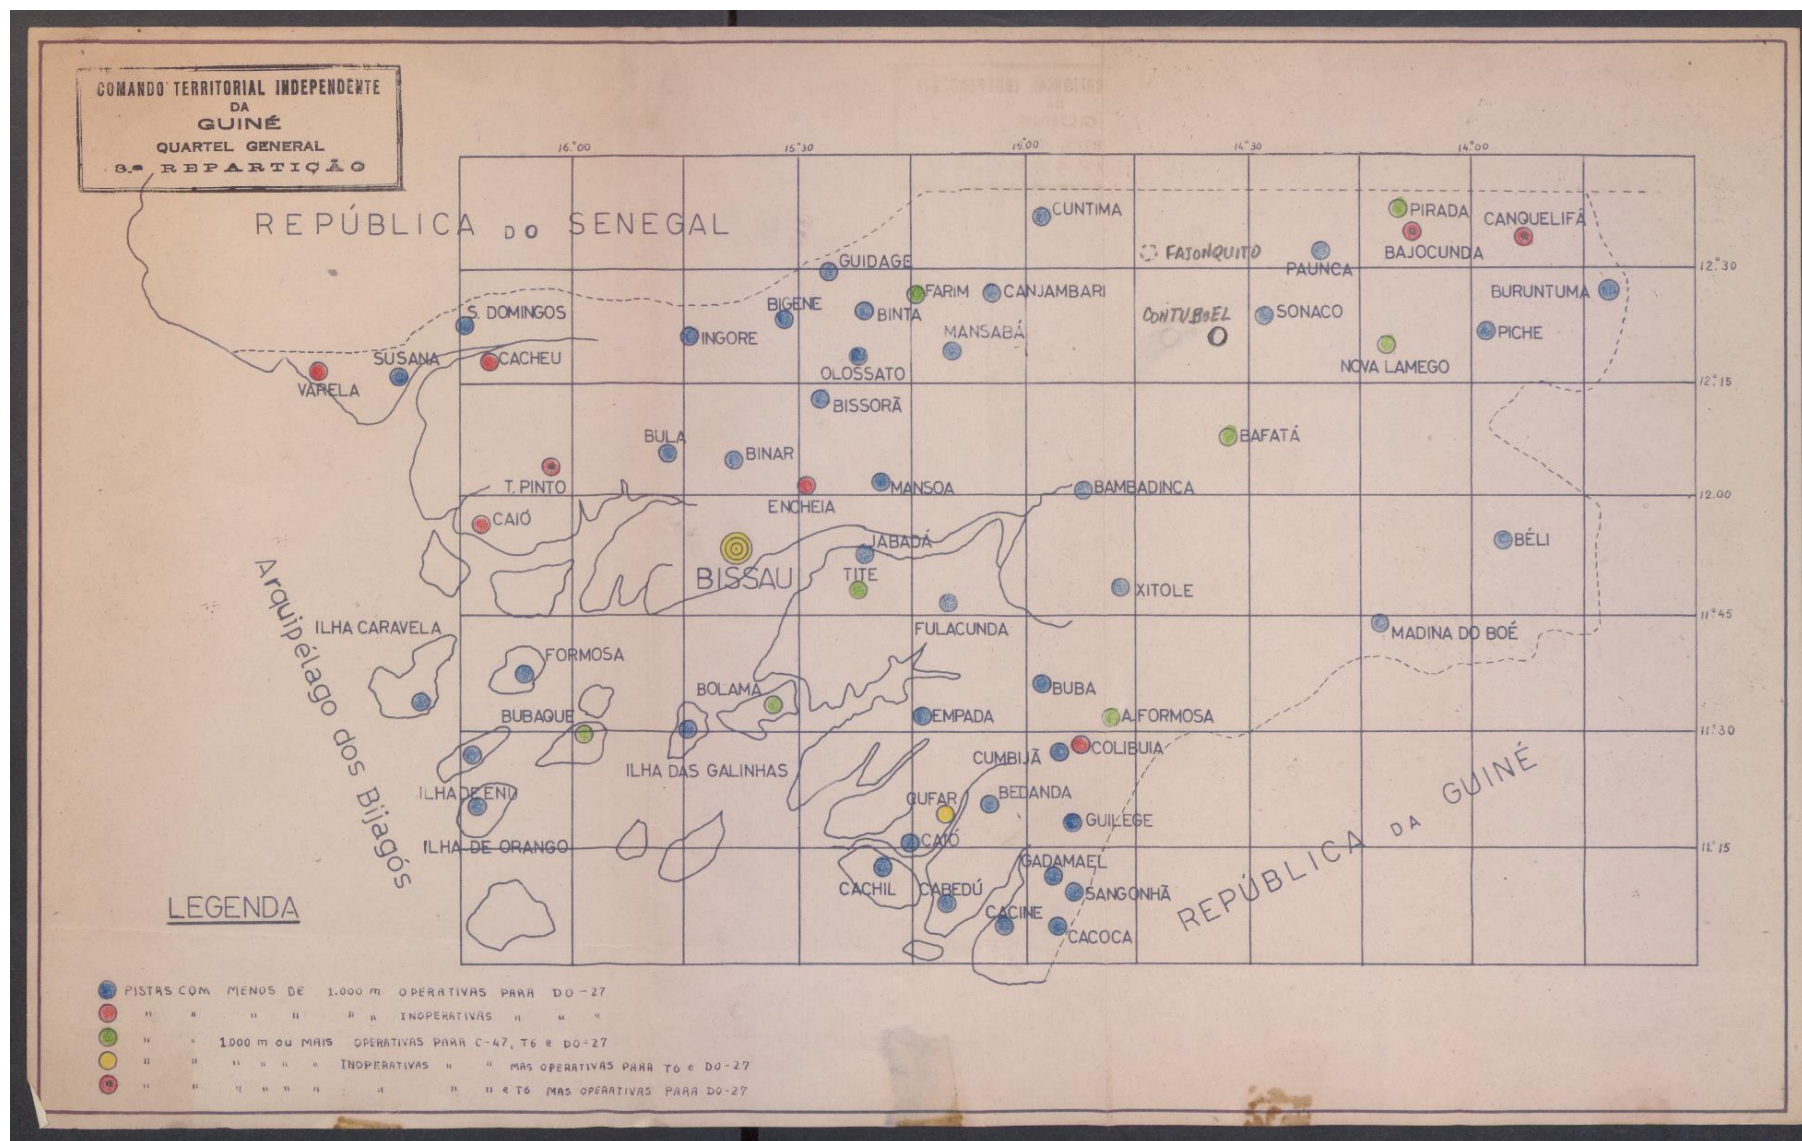 COMANDO TERRITORIAL INDEPENDENTE
DA
GUINÉ
QUARTEL GENERAL
3.ª REPARTIÇÃO
16°00
15°30
15°00
14°30
14°00
REPÚBLICA DO SENEGAL
CUNTIMA
PIRADA
CANQUELIFÁ
FAJONQUITO
BAJOCUNDA
GUIDAGE
PAUNCA
12°30
FARIM
CANJAMBARI
BURUNTUMA
BIGENE
S. DOMINGOS
BINTA
CONTUBOEL
SONACO
INGORE
MANSABÁ
PICHE
SUSANA
CACHEU
OLOSSATO
NOVA LAMEGO
VARELA
12°15
BISSORÃ
BULA
BAFATÁ
BINAR
T. PINTO
MANSOA
BAMBADINCA
12.00
ENCHEIA
CAIÓ
JABADÁ
BÉLI
BISSAU
TITE
XITOLE
11°45
ILHA CARAVELA
FULACUNDA
MADINA DO BOÉ
Arquipélago dos Bijagós
FORMOSA
BOLAMA
BUBA
BUBAQUE
EMPADA
A.FORMOSA
11°30
COLIBUIA
CUMBIJÃ
ILHA DAS GALINHAS
ILHA DE ENU
CUFAR
BEDANDA
GUILEGE
REPÚBLICA DA GUINÉ
ILHA DE ORANGO
CAIÓ
11°15
GADAMAEL
CACHIL
CABEDÚ
SANGONHÃ
CACINE
CACOCA
LEGENDA
PISTAS COM MENOS DE 1.000 m OPERATIVAS PARA DO-27
" " " " " " INOPERATIVAS " " "
" " 1.000 m OU MAIS OPERATIVAS PARA C-47, T6 e DO-27
" " " " " " INOPERATIVAS " " MAS OPERATIVAS PARA T6 e DO-27
" " " " " " " " " e T6 MAS OPERATIVAS PARA DO-27